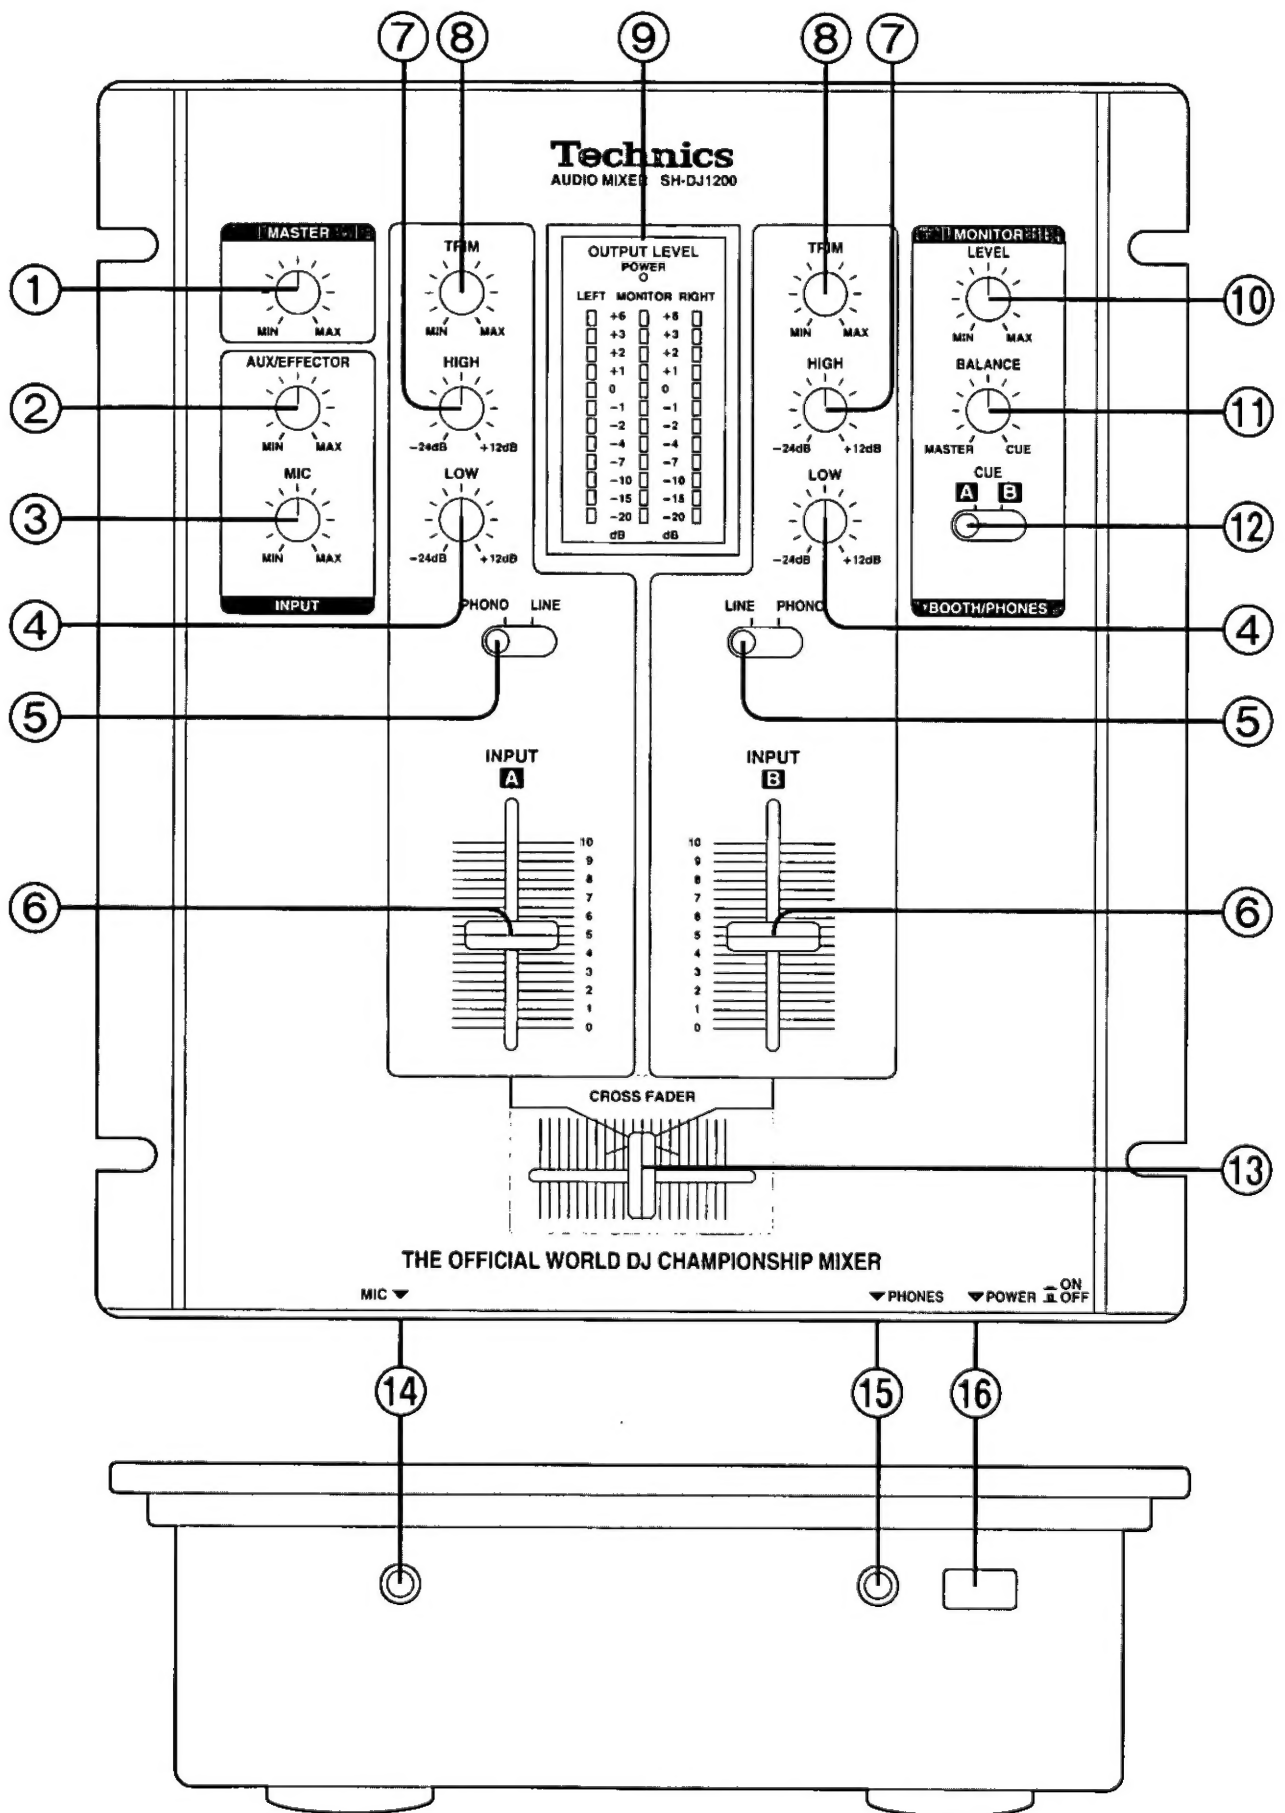 ⑦ ⑧ ⑨ ⑧ ⑦
Technics
AUDIO MIXER SH-DJ1200
MASTER
MIN MAX
①
AUX/EFFECTOR
MIN MAX
②
MIC
MIN MAX
③
INPUT
TRIM
MIN MAX
HIGH
-24dB +12dB
LOW
-24dB +12dB
④
PHONO LINE
⑤
INPUT
A
10
9
8
7
6
5
4
3
2
1
0
⑥
OUTPUT LEVEL
POWER
LEFT MONITOR RIGHT
+6 +6
+3 +3
+2 +2
+1 +1
0 0
-1 -1
-2 -2
-4 -4
-7 -7
-10 -10
-15 -15
-20 -20
dB dB
TRIM
MIN MAX
HIGH
-24dB +12dB
LOW
-24dB +12dB
④
LINE PHONO
⑤
INPUT
B
10
9
8
7
6
5
4
3
2
1
0
⑥
MONITOR
LEVEL
MIN MAX
⑩
BALANCE
MASTER CUE
⑪
CUE
A B
⑫
BOOTH/PHONES
CROSS FADER
⑬
THE OFFICIAL WORLD DJ CHAMPIONSHIP MIXER
MIC PHONES POWER ON
OFF
⑭ ⑮ ⑯